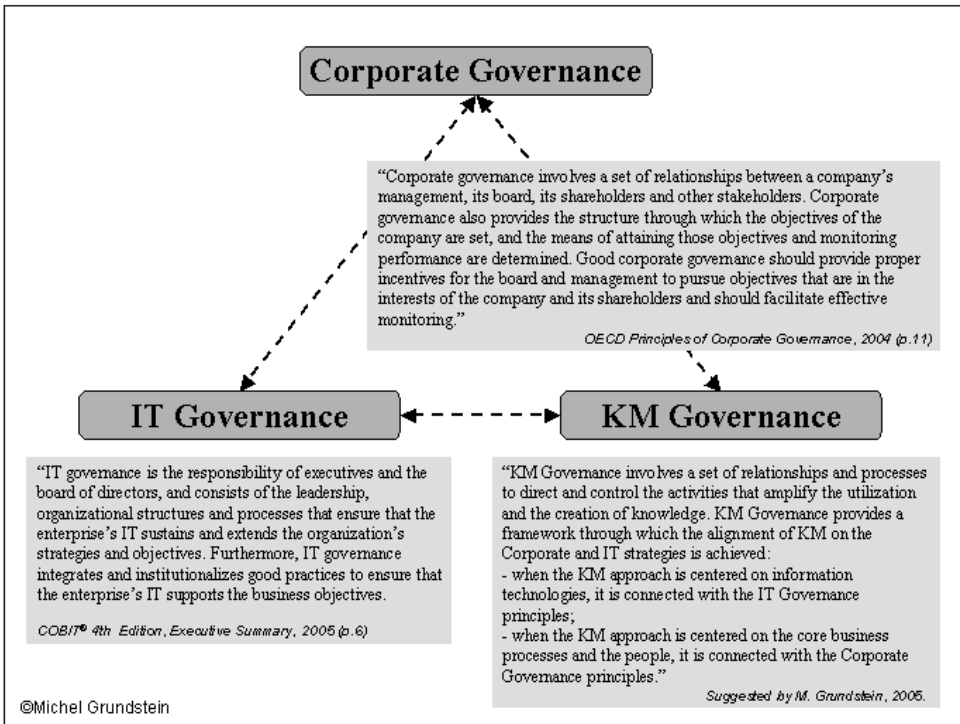 Corporate Governance
“Corporate governance involves a set of relationships between a company’s
management, its board, its shareholders and other stakeholders. Corporate
governance also provides the structure through which the objectives of the
company are set, and the means of attaining those objectives and monitoring
performance are determined. Good corporate governance should provide proper
incentives for the board and management to pursue objectives that are in the
interests of the company and its shareholders and should facilitate effective
monitoring.”
OECD Principles of Corporate Governance, 2004 (p.11)
IT Governance
“IT governance is the responsibility of executives and the
board of directors, and consists of the leadership,
organizational structures and processes that ensure that the
enterprise’s IT sustains and extends the organization’s
strategies and objectives. Furthermore, IT governance
integrates and institutionalizes good practices to ensure that
the enterprise’s IT supports the business objectives.
COBIT® 4th Edition, Executive Summary, 2005 (p.6)
KM Governance
“KM Governance involves a set of relationships and processes
to direct and control the activities that amplify the utilization
and the creation of knowledge. KM Governance provides a
framework through which the alignment of KM on the
Corporate and IT strategies is achieved:
- when the KM approach is centered on information
technologies, it is connected with the IT Governance
principles;
- when the KM approach is centered on the core business
processes and the people, it is connected with the Corporate
Governance principles.”
Suggested by M. Grundstein, 2005.
©Michel Grundstein